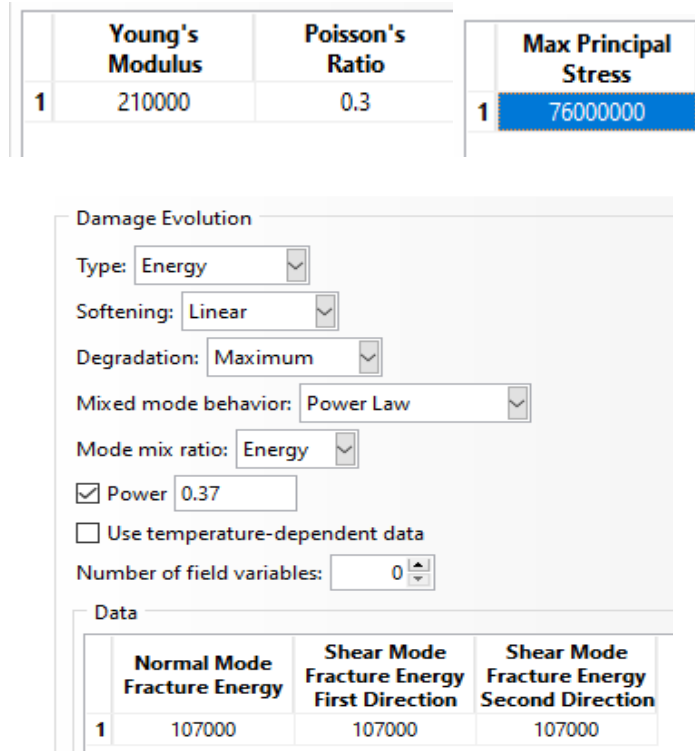 Young's Modulus Poisson's Ratio
1 210000 0.3
Max Principal Stress
1 76000000
Damage Evolution
Type: Energy
Softening: Linear
Degradation: Maximum
Mixed mode behavior: Power Law
Mode mix ratio: Energy
Power 0.37
Use temperature-dependent data
Number of field variables: 0
Data
Normal Mode Fracture Energy Shear Mode Fracture Energy First Direction Shear Mode Fracture Energy Second Direction
1 107000 107000 107000